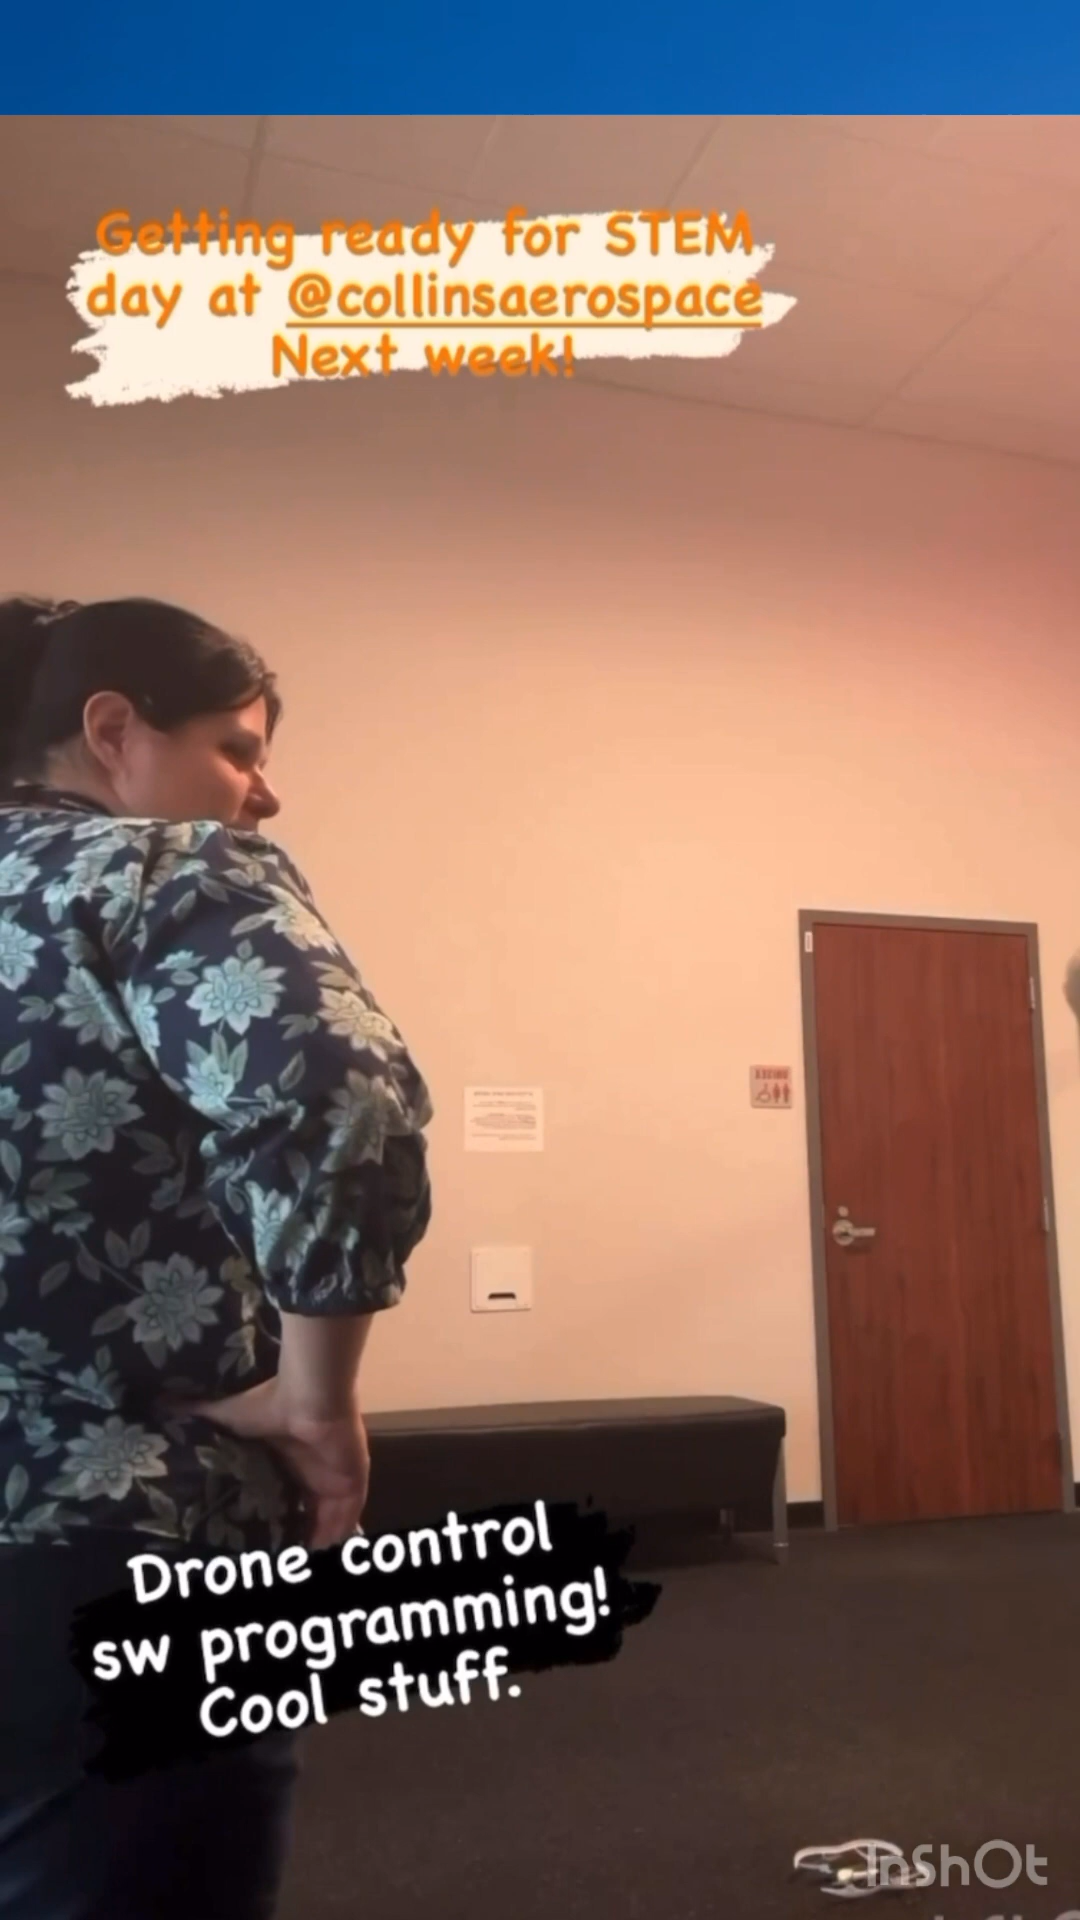 Getting ready for STEM
day at @collinsaerospace
Next week!
Drone control
sw programming!
Cool stuff.
InShOt